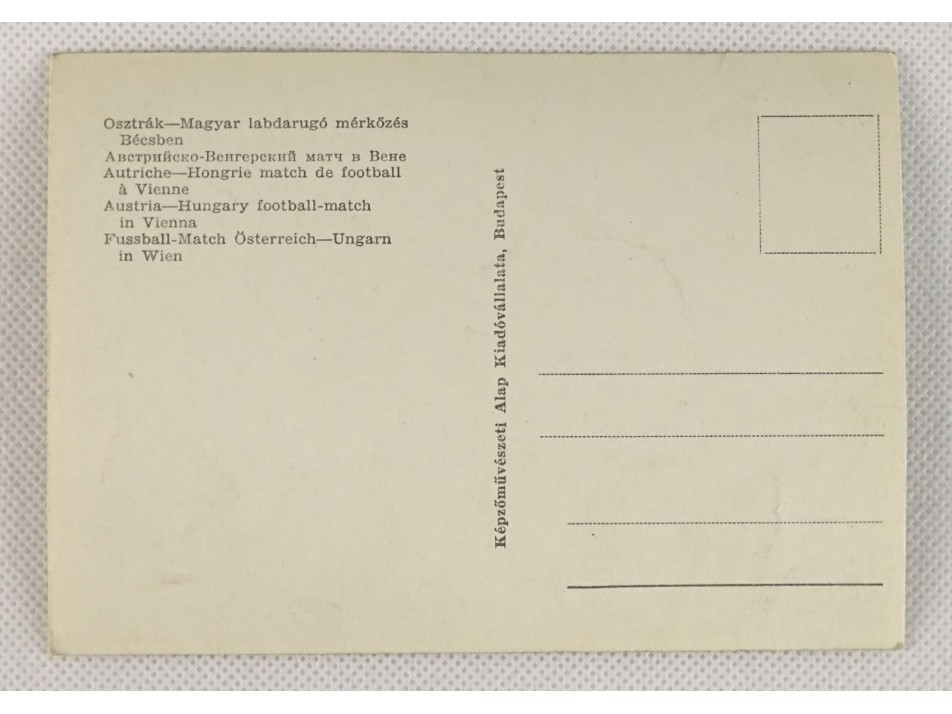 Osztrák—Magyar labdarugó mérkőzés
Bécsben
Австрийско-Венгерский матч в Вене
Autriche—Hongrie match de football
à Vienne
Austria—Hungary football-match
in Vienna
Fussball-Match Österreich—Ungarn
in Wien
Képzőművészeti Alap Kiadóvállalata, Budapest